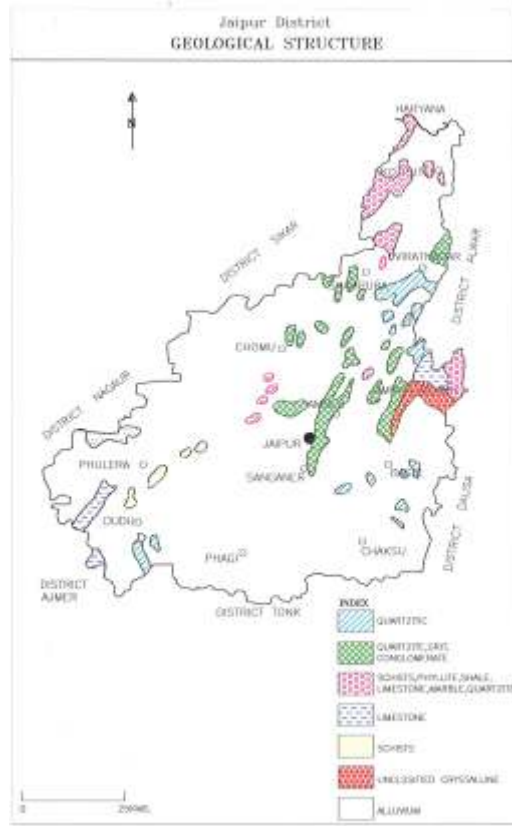 Jaipur District
GEOLOGICAL STRUCTURE
N
HARYANA
DISTRICT SIKAR
DISTRICT ALWAR
CHOMU
DISTRICT NAGAUR
JAIPUR
PHULERA
SANGANER
DUDU
DISTRICT DAUSA
PHAGI
CHAKSU
DISTRICT
AJMER
DISTRICT TONK
INDEX
QUARTZITIC
QUARTZITE, GRIT,
CONGLOMERATE
SCHISTS, PHYLLITE, SHALE,
LIMESTONE, MARBLE, QUARTZITE
LIMESTONE
SCHISTS
CRYSTALLINE
ALLUVIUM
0